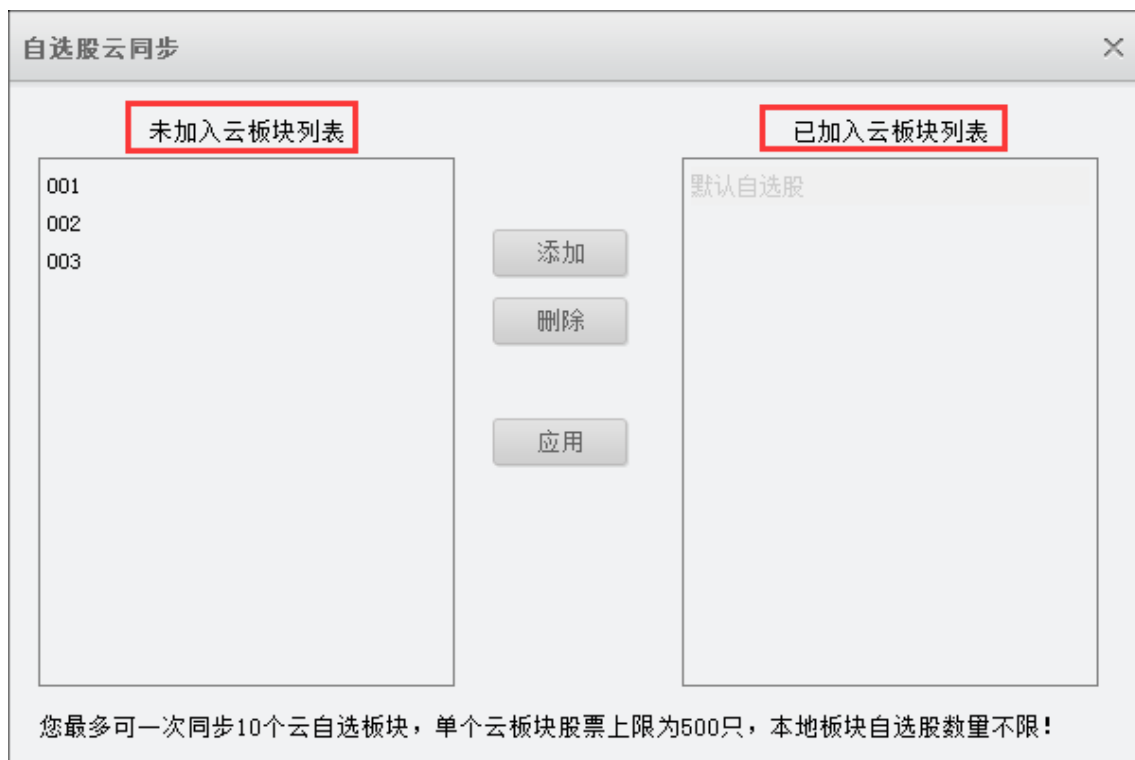 自选股云同步
未加入云板块列表
已加入云板块列表
001
002
003
默认自选股
添加
删除
应用
您最多可一次同步10个云自选板块，单个云板块股票上限为500只，本地板块自选股数量不限！